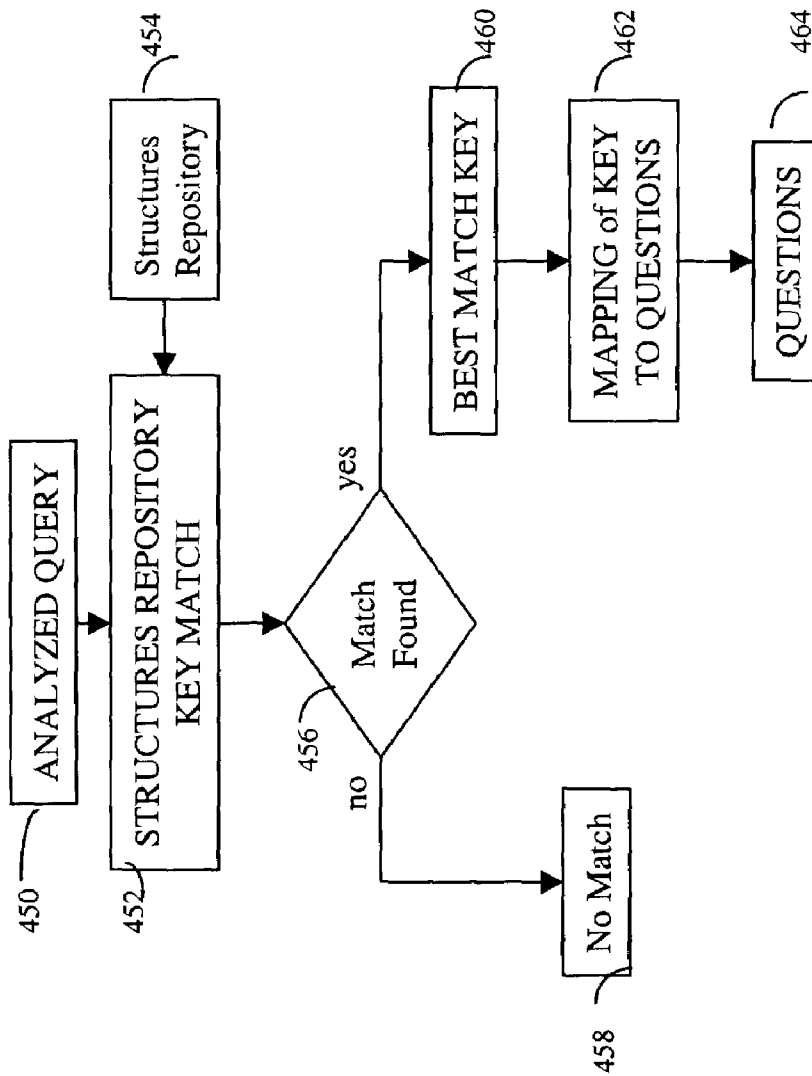 450
ANALYZED QUERY
452
STRUCTURES REPOSITORY
KEY MATCH
454
Structures
Repository
456
Match
Found
no
yes
458
No Match
460
BEST MATCH KEY
462
MAPPING of KEY
TO QUESTIONS
464
QUESTIONS